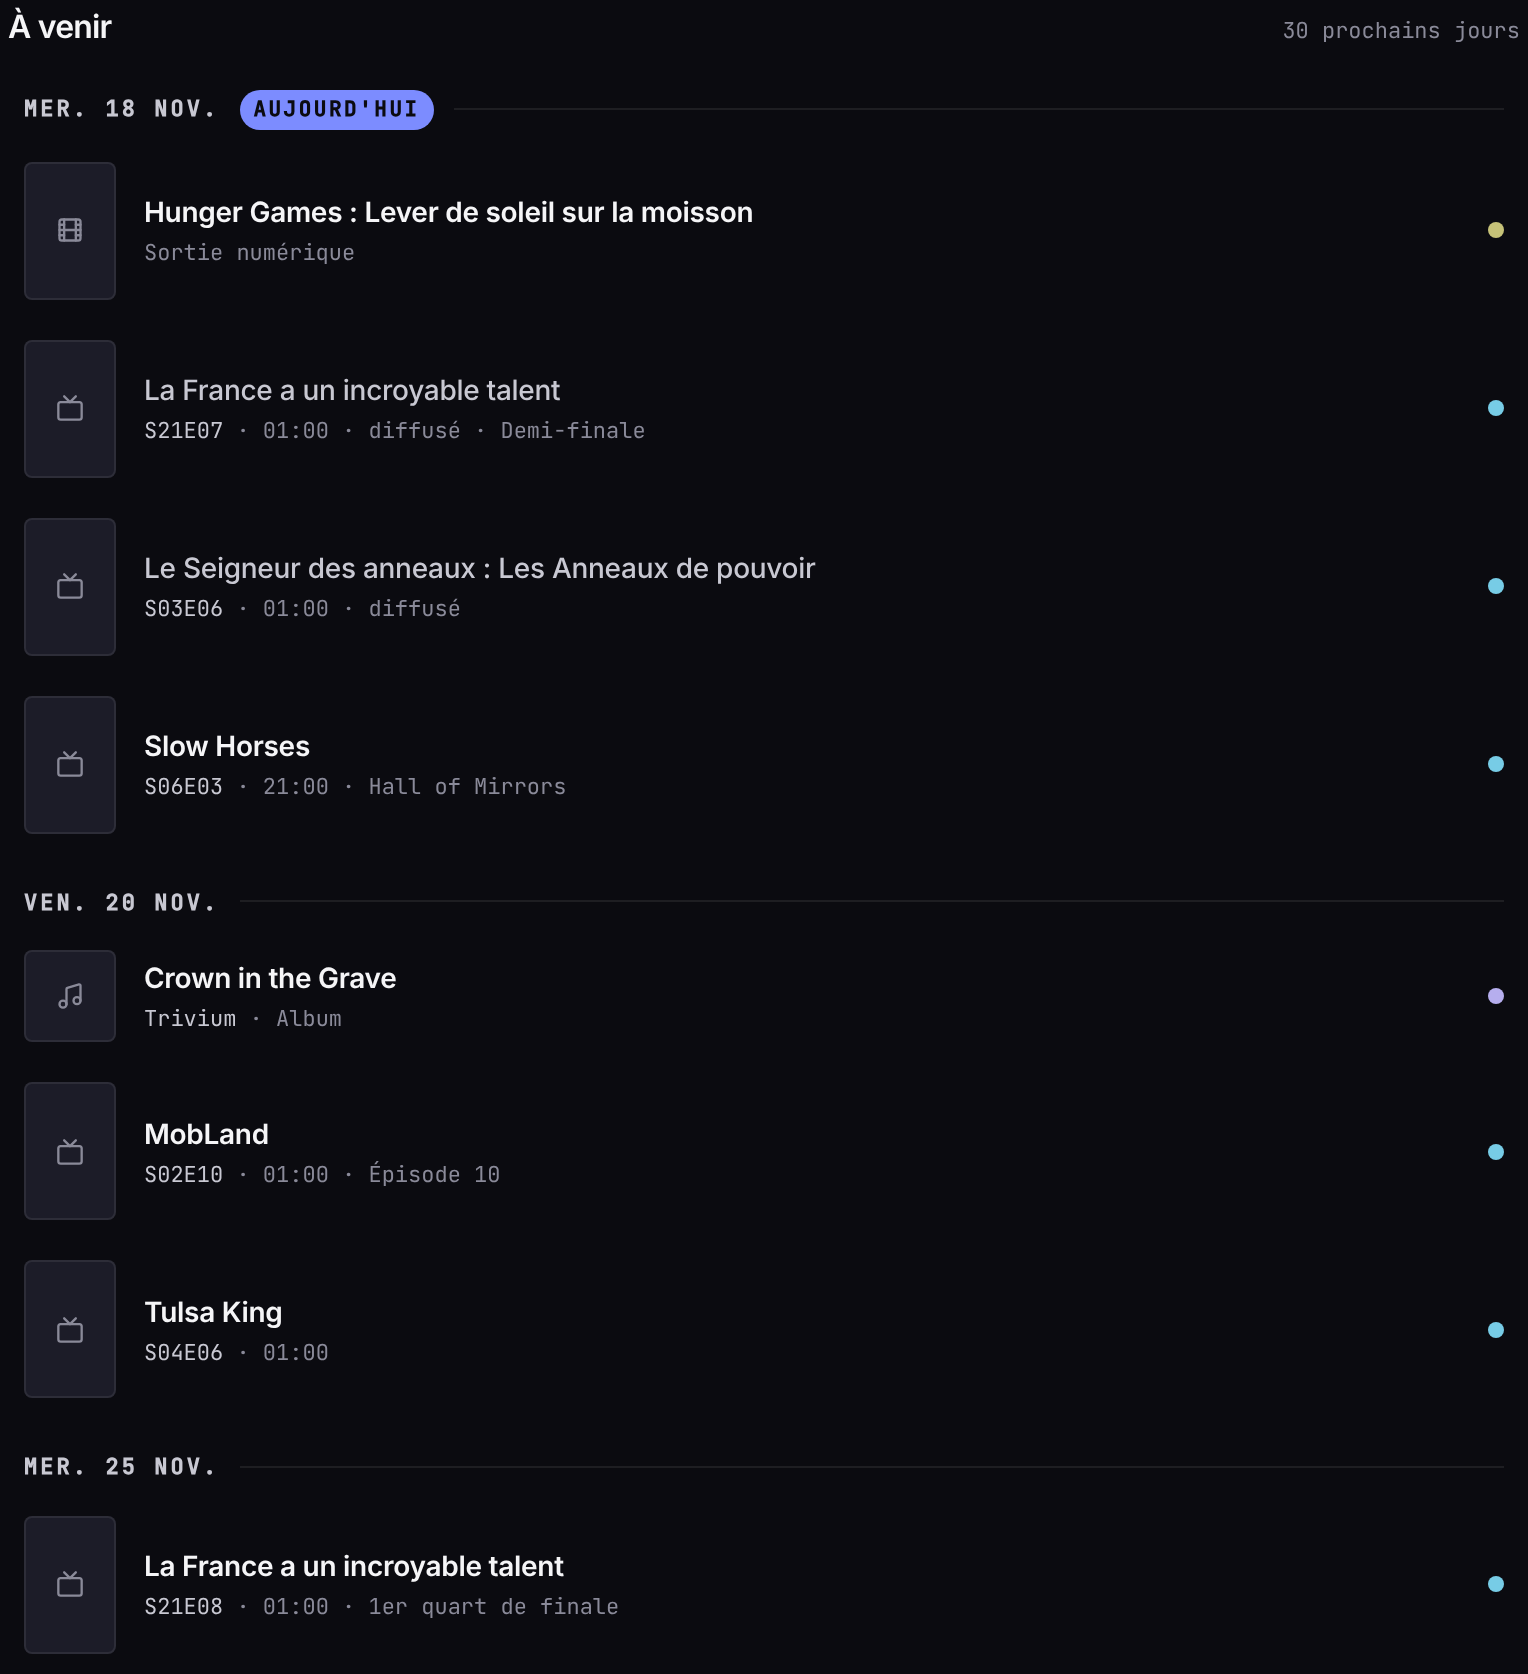 À venir
30 prochains jours
MER. 18 NOV. AUJOURD'HUI
Hunger Games : Lever de soleil sur la moisson
Sortie numérique
La France a un incroyable talent
S21E07 · 01:00 · diffusé · Demi-finale
Le Seigneur des anneaux : Les Anneaux de pouvoir
S03E06 · 01:00 · diffusé
Slow Horses
S06E03 · 21:00 · Hall of Mirrors
VEN. 20 NOV.
Crown in the Grave
Trivium · Album
MobLand
S02E10 · 01:00 · Épisode 10
Tulsa King
S04E06 · 01:00
MER. 25 NOV.
La France a un incroyable talent
S21E08 · 01:00 · 1er quart de finale